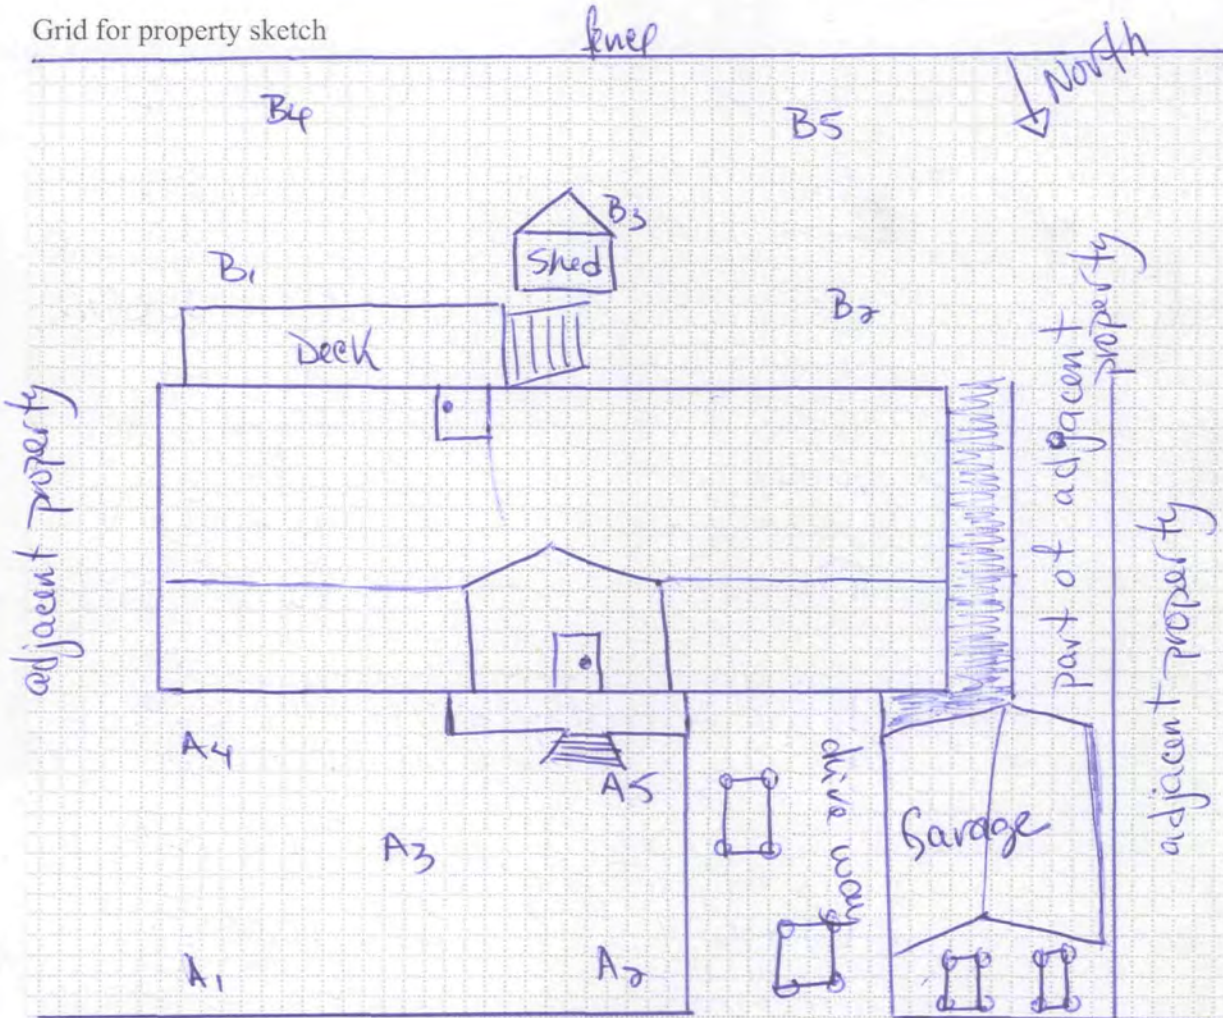 Grid for property sketch
fence
North
B4
B5
B3
Shed
B1
B2
Deck
adjacent property
part of adjacent property
adjacent property
A4
A5
drive way
Garage
A3
A1
A2